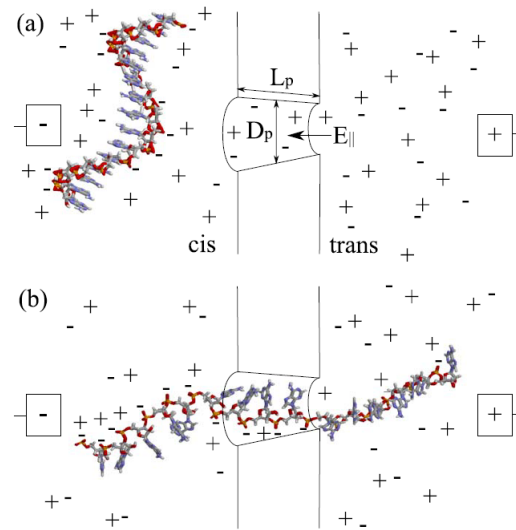 (a)
Lp
Dp
E||
-
+
cis trans
(b)
-
+